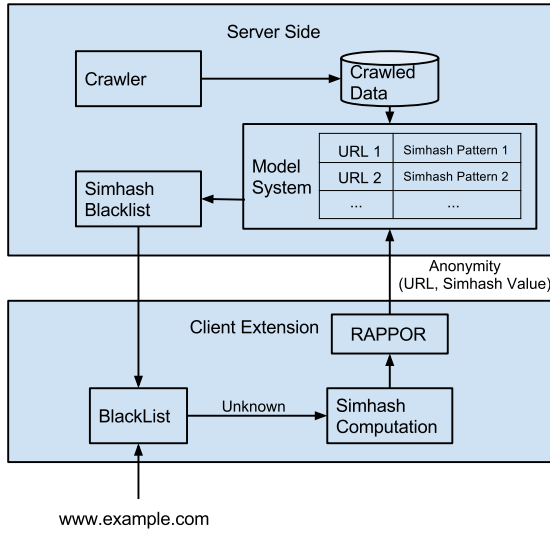 Server Side
Crawler
Crawled
Data
Model
System
URL 1
Simhash Pattern 1
URL 2
Simhash Pattern 2
...
...
Simhash
Blacklist
Anonymity
(URL, Simhash Value)
Client Extension
RAPPOR
BlackList
Unknown
Simhash
Computation
www.example.com